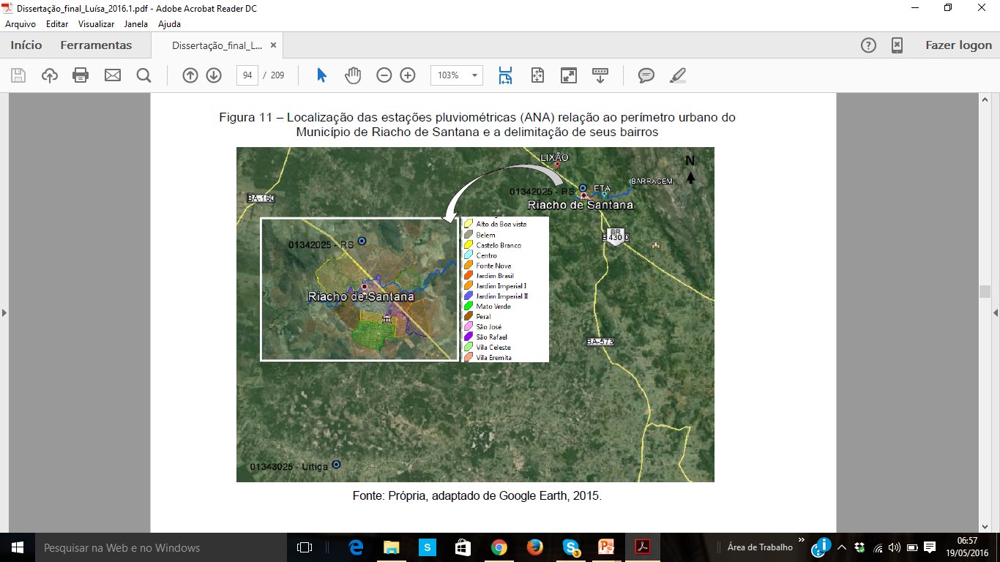 Dissertação_final_Luísa_2016.1.pdf - Adobe Acrobat Reader DC
Arquivo Editar Visualizar Janela Ajuda
Início Ferramentas Dissertação_final_L... × Fazer logon
94 / 209 103%
Figura 11 – Localização das estações pluviométricas (ANA) relação ao perímetro urbano do
Município de Riacho de Santana e a delimitação de seus bairros
LIXÃO
N
BARRACEM
01342025 - RS
ETA
BA-160
Riacho de Santana
BR
430
01342025 - RS
Riacho de Santana
Alto da Boa vista
Belem
Castelo Branco
Centro
Fonte Nova
Jardim Brasil
Jardim Imperial I
Jardim Imperial II
Mato Verde
Peral
São José
São Rafael
Vila Celeste
Vila Eremita
BA-573
01343025 - Urtiga
Fonte: Própria, adaptado de Google Earth, 2015.
Pesquisar na Web e no Windows
Área de Trabalho
06:57
19/05/2016